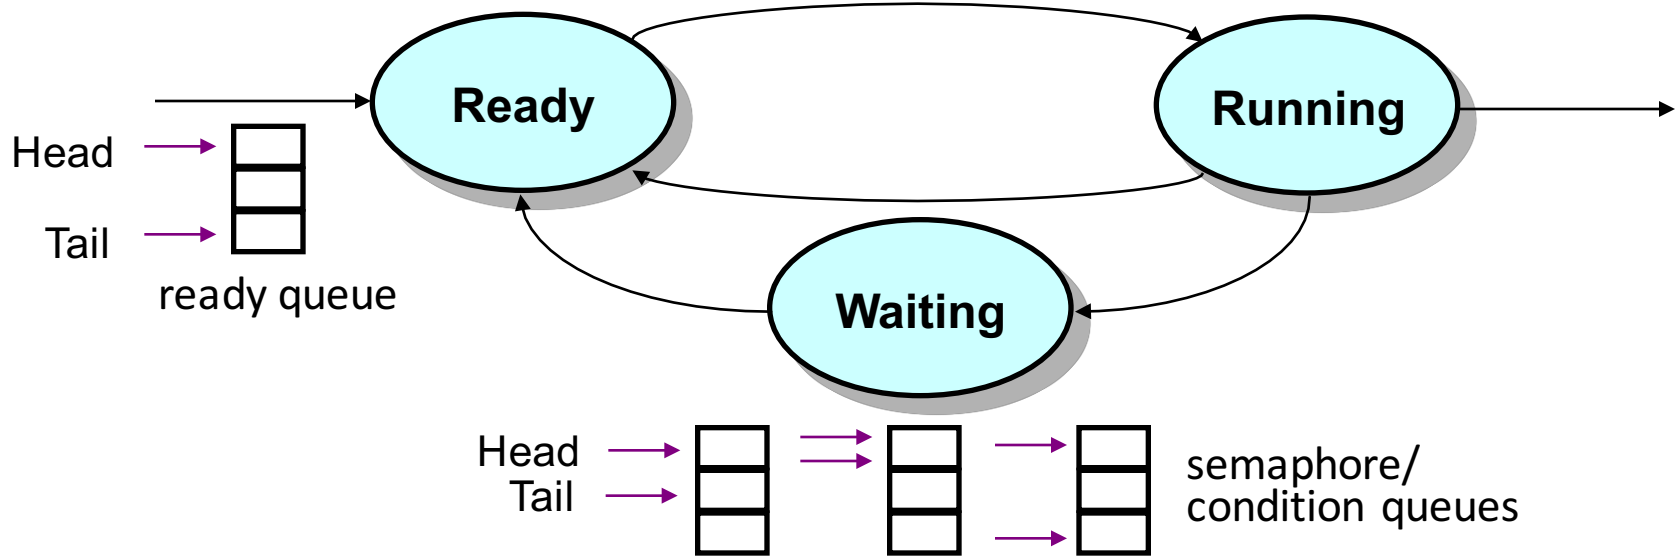 Ready
Running
Head
Tail
ready queue
Waiting
Head
Tail
semaphore/
condition queues